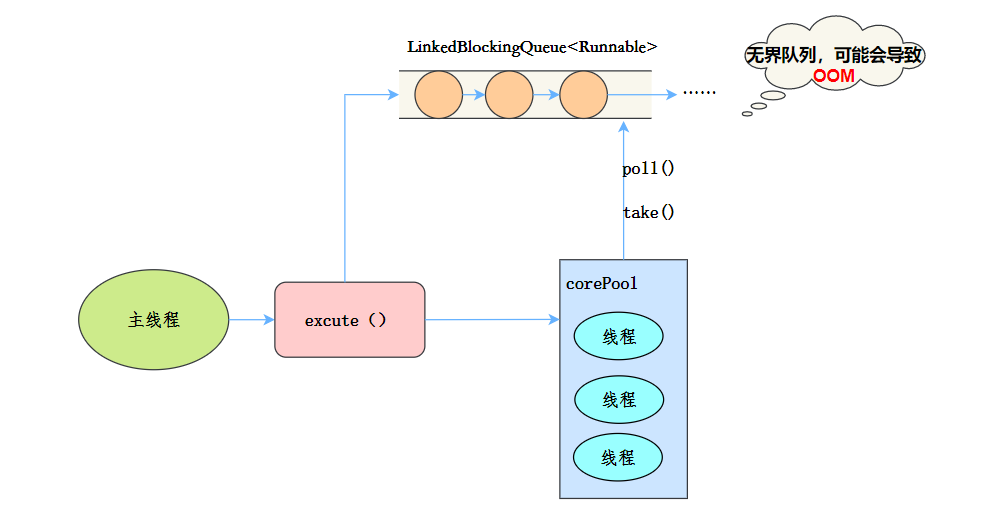 LinkedBlockingQueue<Runnable>
无界队列，可能会导致
OOM
......
poll()
take()
主线程
excute（）
corePool
线程
线程
线程